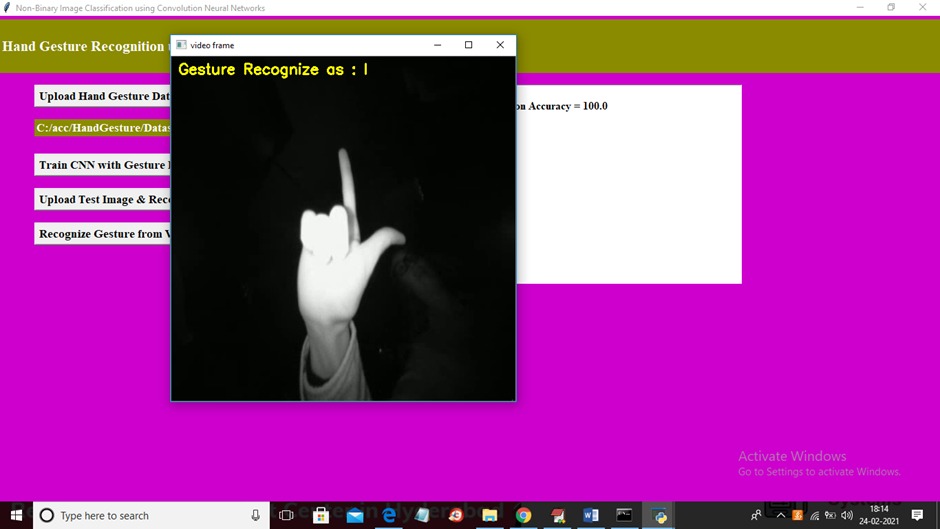 Non-Binary Image Classification using Convolution Neural Networks
Hand Gesture Recognition
video frame
Gesture Recognize as : l
Upload Hand Gesture
on Accuracy = 100.0
C:/acc/HandGesture/Datas
Train CNN with Gesture
Upload Test Image &
Recognize Gesture from
Activate Windows
Go to Settings to activate Windows.
Type here to search
18:14
24-02-2021